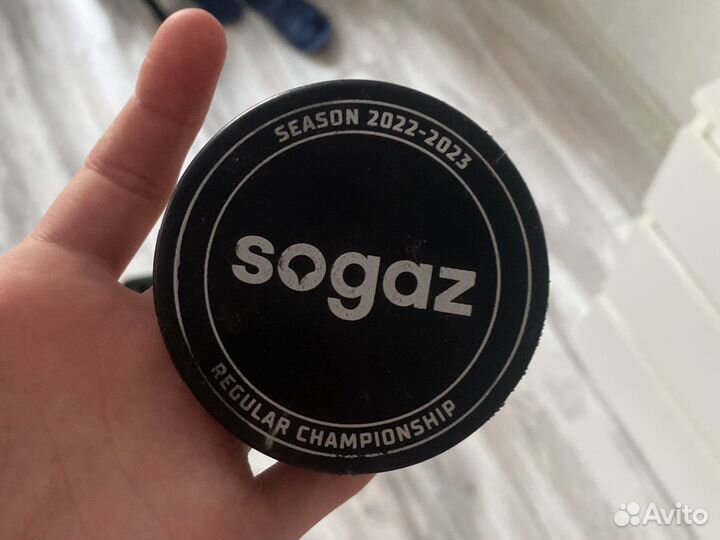 SEASON 2022-2023
sogaz
REGULAR CHAMPIONSHIP
Avito